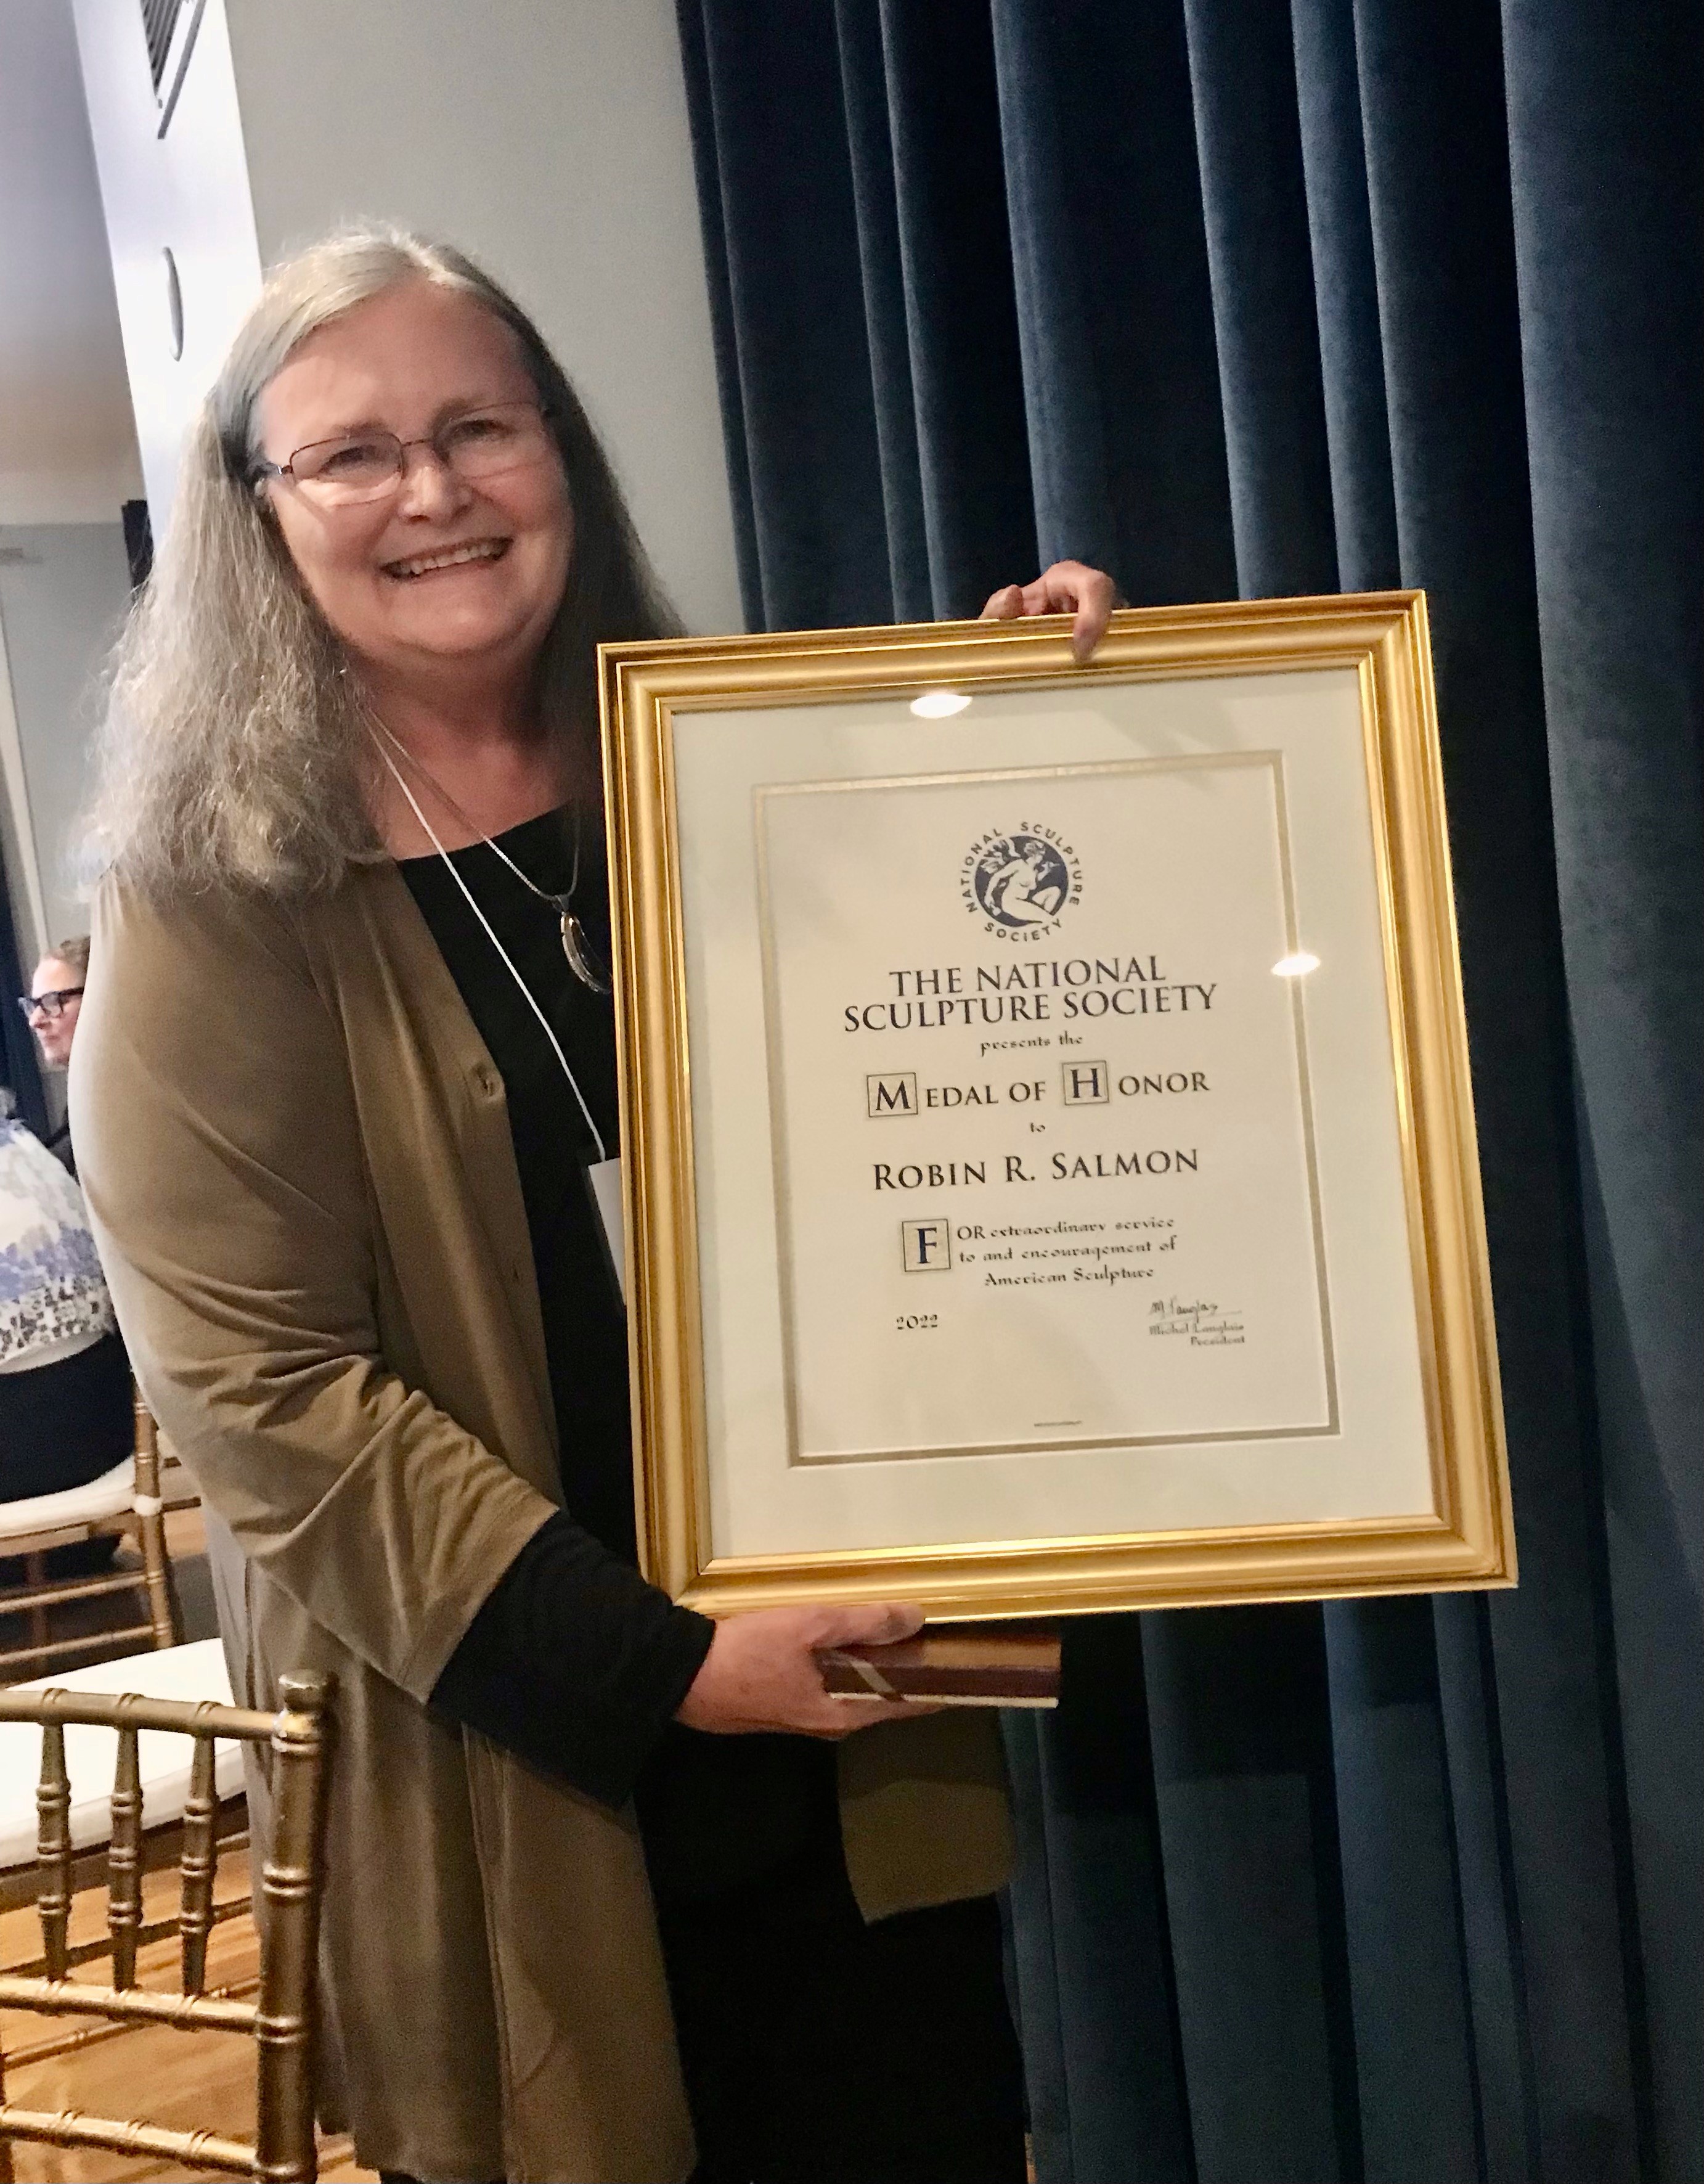 NATIONAL SCULPTURE SOCIETY
THE NATIONAL
SCULPTURE SOCIETY
presents the
MEDAL OF HONOR
to
ROBIN R. SALMON
FOR extraordinary service
to and encouragement of
American Sculpture
2022
Michel Langlais
President